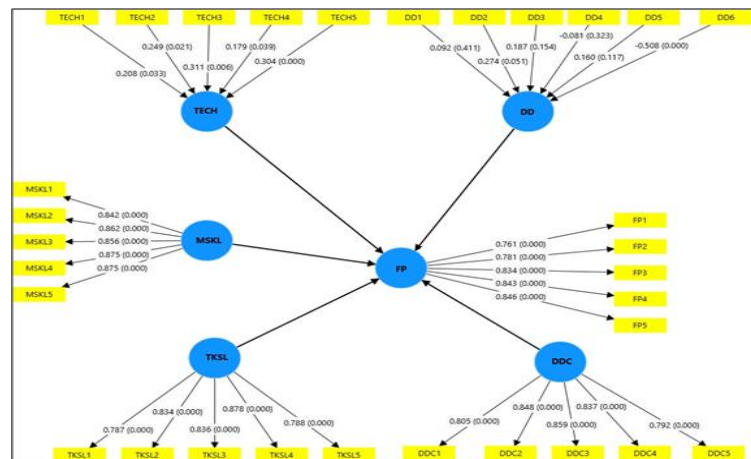 TECH1 TECH2 TECH3 TECH4 TECH5 DD1 DD2 DD3 DD4 DD5 DD6
0.208 (0.033)
0.249 (0.021)
0.311 (0.006)
0.179 (0.039)
0.304 (0.000)
0.092 (0.411)
0.274 (0.051)
0.187 (0.154)
-0.081 (0.323)
0.160 (0.117)
-0.508 (0.000)
TECH
DD
MSKL1
MSKL2
MSKL3
MSKL4
MSKL5
0.842 (0.000)
0.862 (0.000)
0.856 (0.000)
0.875 (0.000)
0.875 (0.000)
MSKL
FP
0.761 (0.000)
0.781 (0.000)
0.834 (0.000)
0.843 (0.000)
0.846 (0.000)
FP1
FP2
FP3
FP4
FP5
TKSL
DDC
0.787 (0.000)
0.834 (0.000)
0.836 (0.000)
0.878 (0.000)
0.788 (0.000)
0.805 (0.000)
0.848 (0.000)
0.859 (0.000)
0.837 (0.000)
0.792 (0.000)
TKSL1 TKSL2 TKSL3 TKSL4 TKSL5 DDC1 DDC2 DDC3 DDC4 DDC5